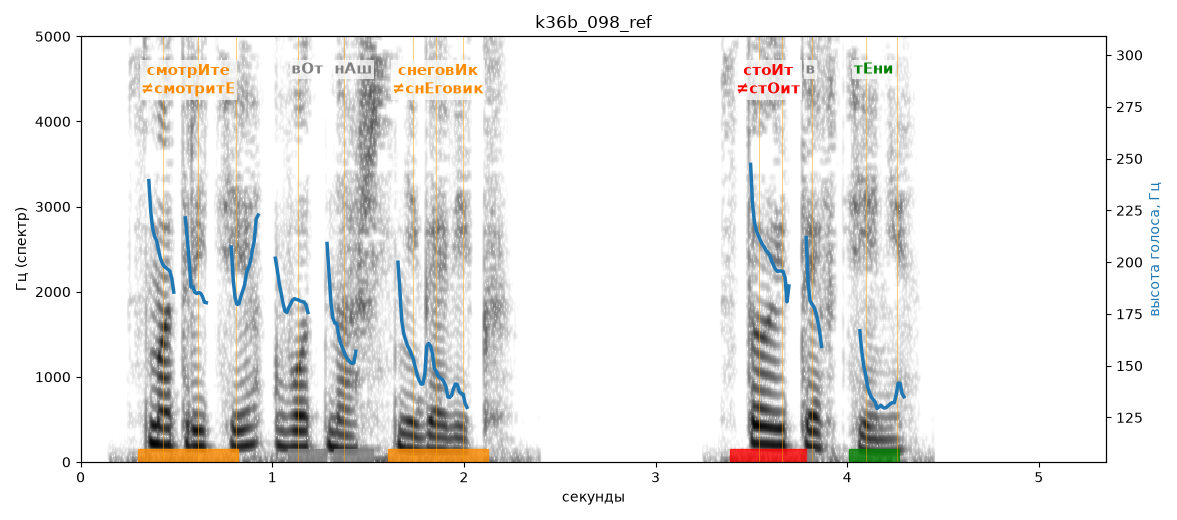 k36b_098_ref
смотрИте
≠смотритЕ
вОт
нАш
снеговИк
≠снЕговик
стоИт
≠стОит
в
тЕни
5000
4000
3000
2000
1000
0
Гц (спектр)
300
275
250
225
200
175
150
125
высота голоса, Гц
0 1 2 3 4 5
секунды